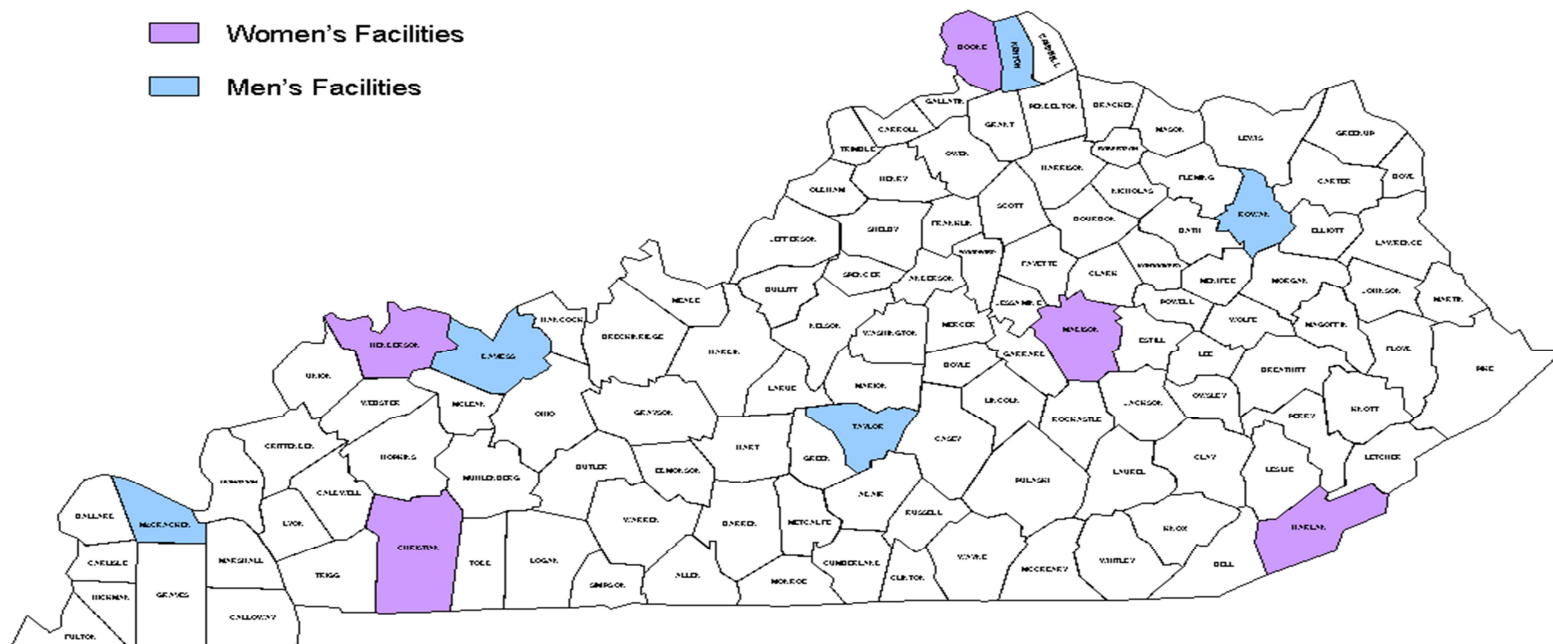 Women's Facilities
Men's Facilities
BOONE
KENTON
CAMPBELL
GALLATIN
GRANT
PENDELTON
BRACKEN
MASON
LEWIS
GREENUP
CARROLL
TRIMBLE
OWEN
ROBERTSON
HARRISON
FLEMING
CARTER
BOYD
HENRY
OLDHAM
NICHOLAS
SCOTT
ROWAN
ELLIOTT
LAWRENCE
JEFFERSON
SHELBY
FRANKLIN
BOURBON
BATH
WOODFORD
FAYETTE
CLARK
MONTGOMERY
MENIFEE
MORGAN
JOHNSON
MARTIN
SPENCER
ANDERSON
BULLITT
MEADE
JESSAMINE
POWELL
WOLFE
MAGOFFIN
HANCOCK
BRECKINRIDGE
NELSON
WASHINGTON
MERCER
MADISON
ESTILL
LEE
FLOYD
PIKE
HENDERSON
DAVIESS
HARDIN
GARRARD
BOYLE
BREATHITT
UNION
LARUE
MARION
WEBSTER
MCLEAN
OHIO
GRAYSON
LINCOLN
ROCKCASTLE
JACKSON
OWSLEY
PERRY
KNOTT
CRITTENDEN
HOPKINS
HART
GREEN
TAYLOR
CASEY
CLAY
LETCHER
MUHLENBERG
BUTLER
EDMONSON
LAUREL
LESLIE
LIVINGSTON
CALDWELL
PULASKI
ADAIR
BALLARD
McCRACKEN
LYON
WARREN
BARREN
METCALFE
RUSSELL
KNOX
HARLAN
CHRISTIAN
CARLISLE
MARSHALL
TRIGG
TODD
LOGAN
SIMPSON
ALLEN
MONROE
CUMBERLAND
CLINTON
WAYNE
MCCREARY
WHITLEY
BELL
HICKMAN
GRAVES
CALLOWAY
FULTON